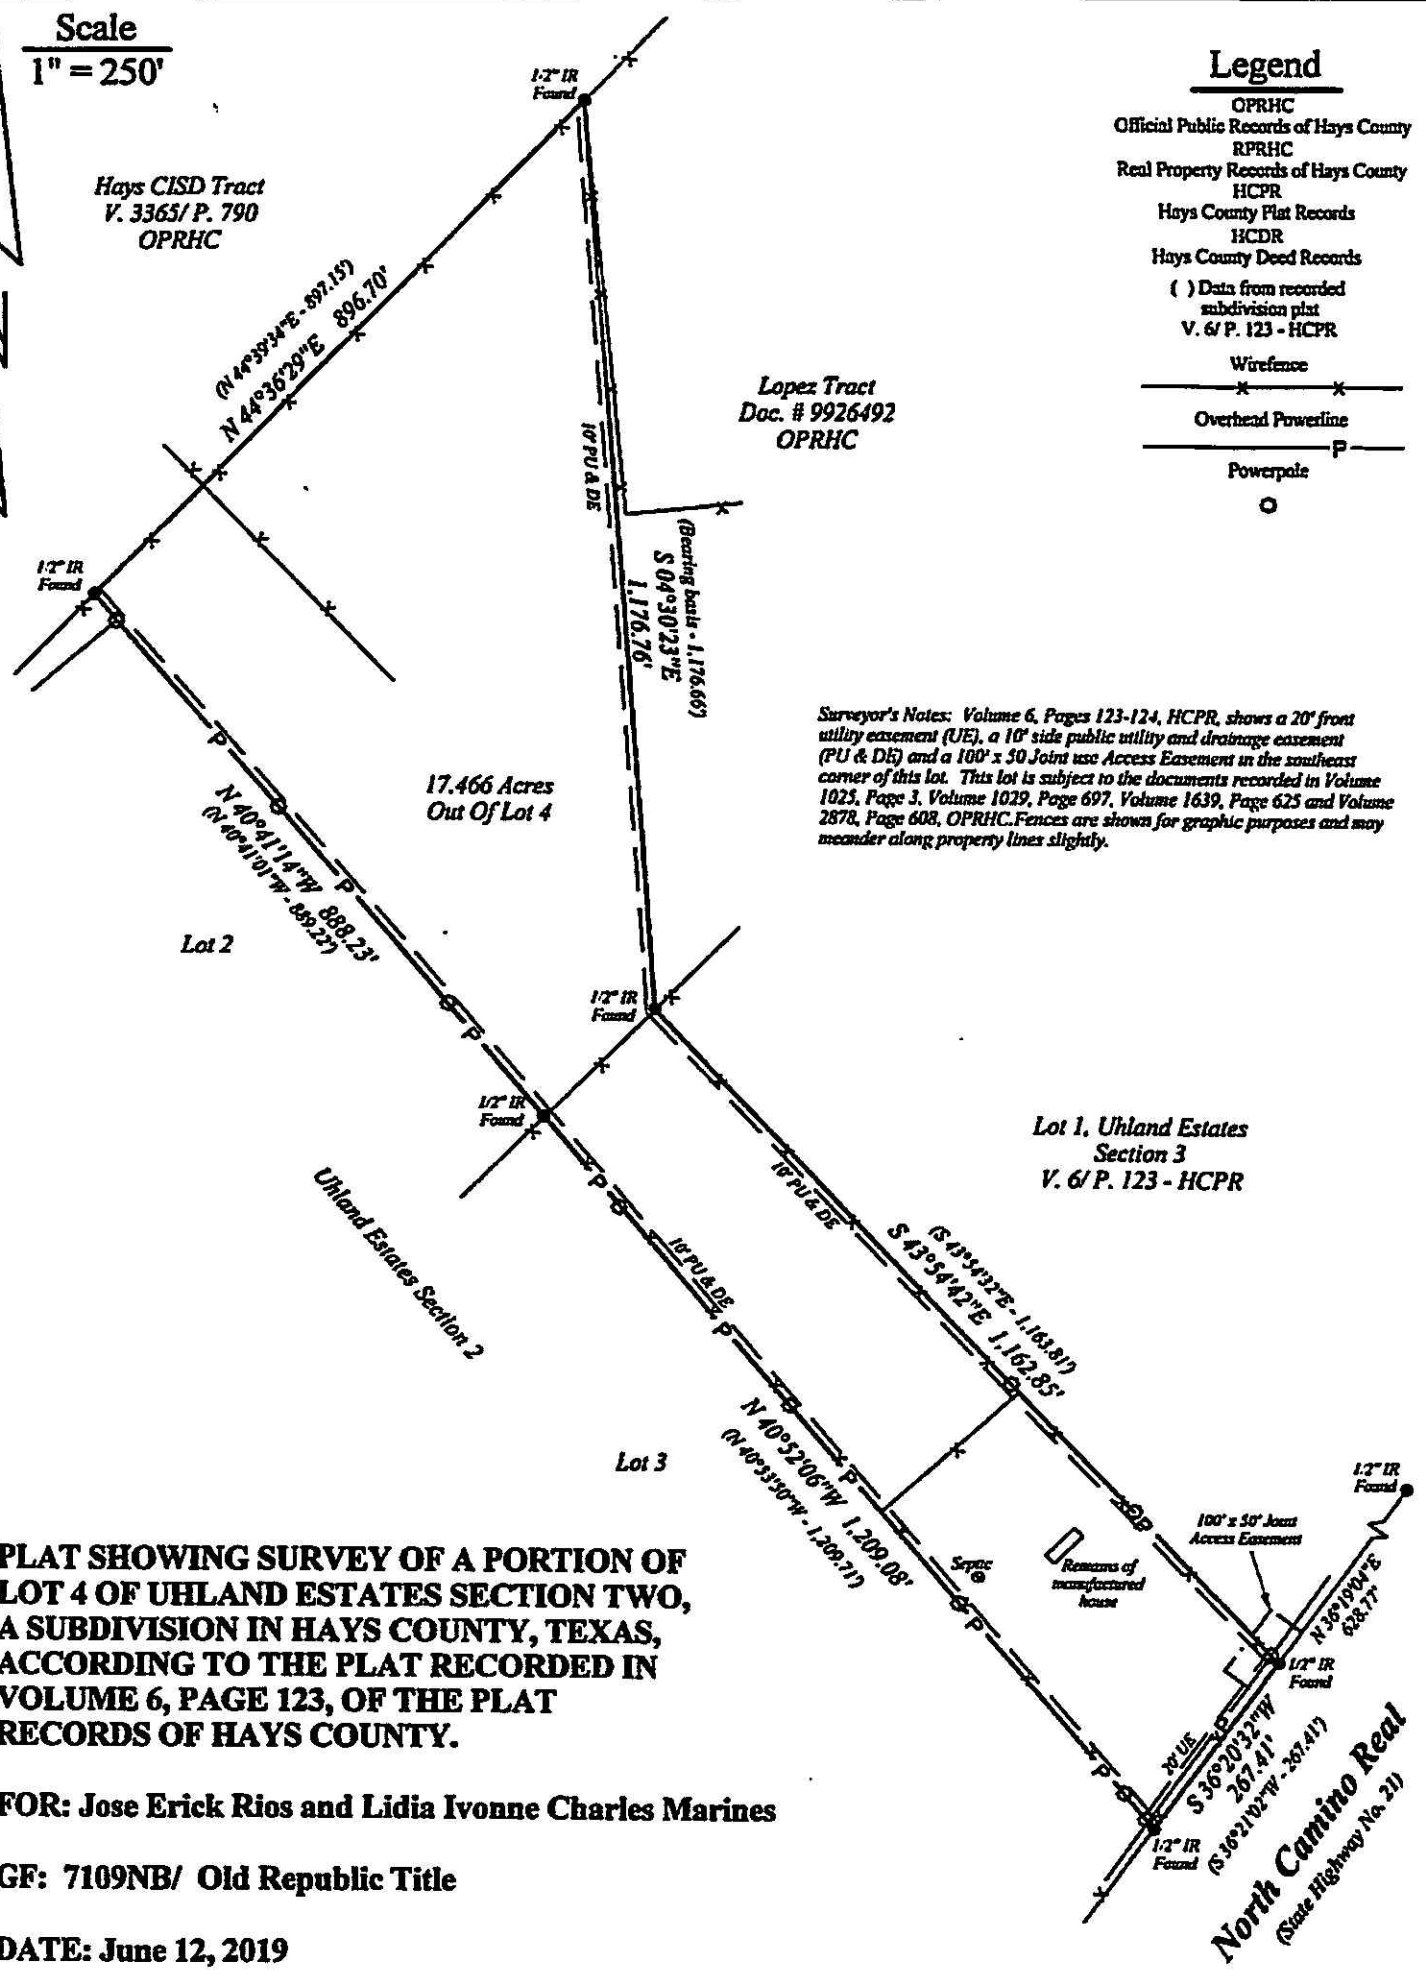 Scale
1" = 250'
Legend
OPRHC
Official Public Records of Hays County
RPRHC
Real Property Records of Hays County
HCPR
Hays County Plat Records
HCDR
Hays County Deed Records
( ) Data from recorded
subdivision plat
V. 6/ P. 123 - HCPR
Wirefence
Overhead Powerline
P
Powerpole
1/2" IR
Found
Hays CISD Tract
V. 3365/ P. 790
OPRHC
(N 44°39'34"E - 897.15')
N 44°36'29"E 896.70'
Lopez Tract
Doc. # 9926492
OPRHC
10' PU & DE
(Bearing basis - 1,176.66')
S 04°30'23"E
1,176.76'
1/2" IR
Found
Surveyor's Notes: Volume 6, Pages 123-124, HCPR, shows a 20' front
utility easement (UE), a 10' side public utility and drainage easement
(PU & DE) and a 100' x 50 Joint use Access Easement in the southeast
corner of this lot. This lot is subject to the documents recorded in Volume
1025, Page 3, Volume 1029, Page 697, Volume 1639, Page 625 and Volume
2878, Page 608, OPRHC.Fences are shown for graphic purposes and may
meander along property lines slightly.
17.466 Acres
Out Of Lot 4
P
N 40°41'14"W 888.23'
(N 40°41'01"W - 889.22')
P
Lot 2
P
1/2" IR
Found
1/2" IR
Found
Lot 1, Uhland Estates
Section 3
V. 6/ P. 123 - HCPR
Uhland Estates Section 2
P
10' PU & DE
10' PU & DE
(S 43°54'32"E - 1,163.81')
S 43°54'42"E 1,162.85'
P
N 40°52'06"W 1,209.08'
(N 40°53'50"W - 1,209.71')
P
Lot 3
1/2" IR
Found
100' x 50' Joint
Access Easement
P
Septic
Remains of
manufactured
house
P
N 36°19'04"E
628.77'
1/2" IR
Found
P
20' UE
P
S 36°20'32"W
267.41'
(S 36°21'02"W - 267.41')
1/2" IR
Found
North Camino Real
(State Highway No. 21)
PLAT SHOWING SURVEY OF A PORTION OF
LOT 4 OF UHLAND ESTATES SECTION TWO,
A SUBDIVISION IN HAYS COUNTY, TEXAS,
ACCORDING TO THE PLAT RECORDED IN
VOLUME 6, PAGE 123, OF THE PLAT
RECORDS OF HAYS COUNTY.
FOR: Jose Erick Rios and Lidia Ivonne Charles Marines
GF: 7109NB/ Old Republic Title
DATE: June 12, 2019